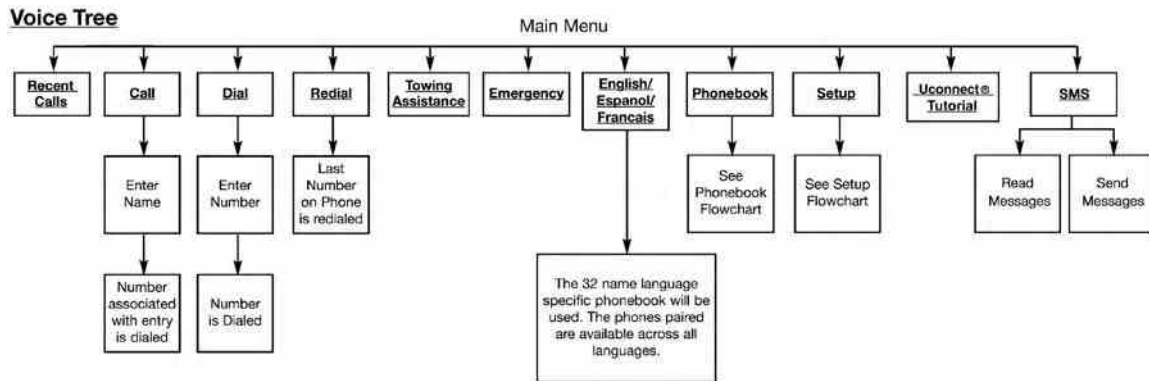 Voice Tree
Main Menu
Recent
Calls
Call
Dial
Redial
Towing
Assistance
Emergency
English/
Espanol/
Francais
Phonebook
Setup
Uconnect®
Tutorial
SMS
Enter
Name
Enter
Number
Last
Number
on Phone
is redialed
See
Phonebook
Flowchart
See Setup
Flowchart
Read
Messages
Send
Messages
Number
associated
with entry
is dialed
Number
is Dialed
The 32 name language
specific phonebook will be
used. The phones paired
are available across all
languages.